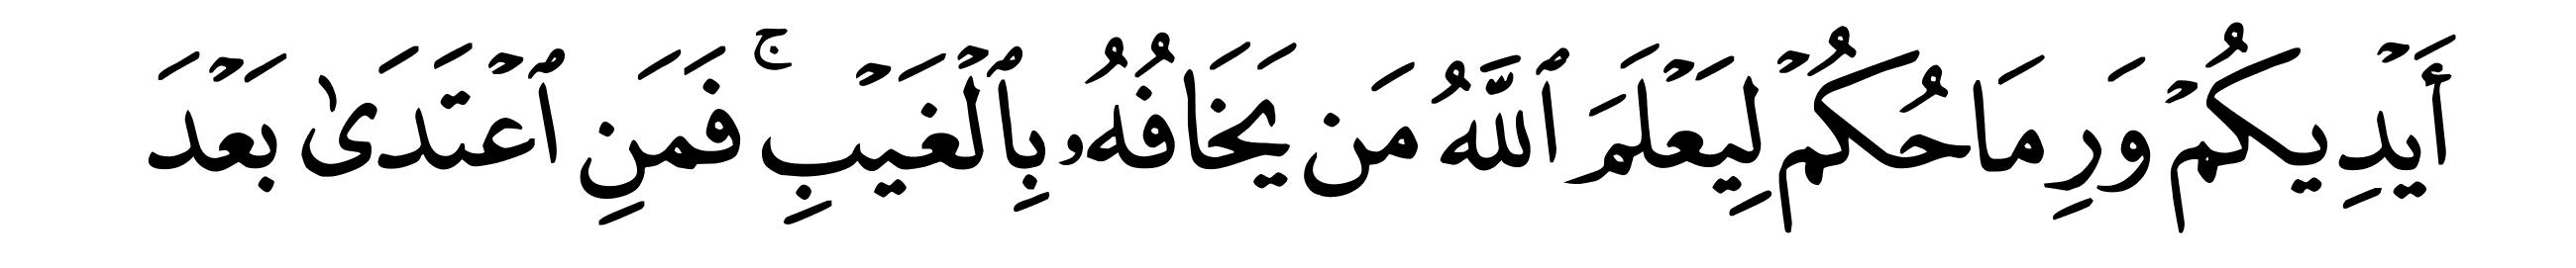 أَيۡدِيكُمۡ وَرِمَاحُكُمۡ لِيَعۡلَمَ ٱللَّهُ مَن يَخَافُهُۥ بِٱلۡغَيۡبِۚ فَمَنِ ٱعۡتَدَىٰ بَعۡدَ